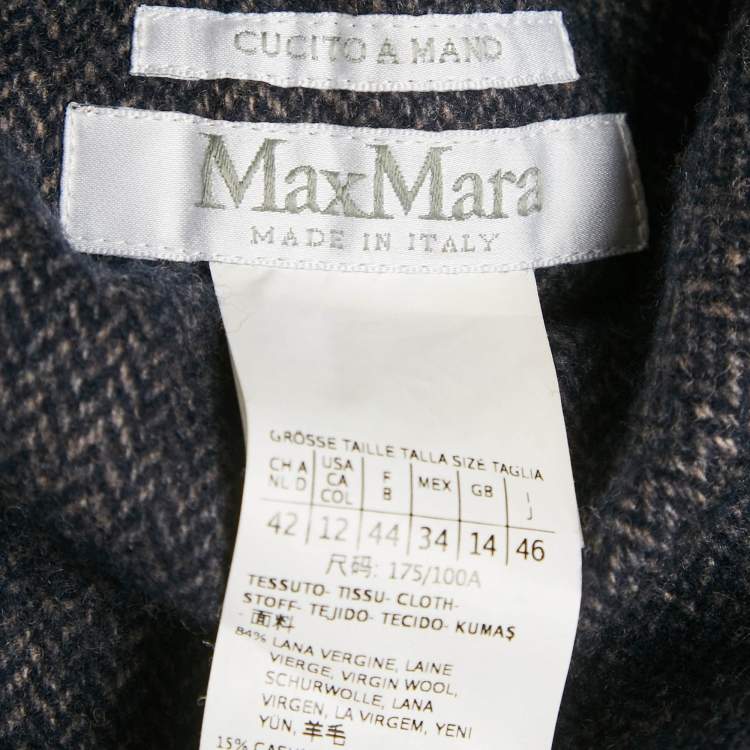 CUCITO A MANO
MaxMara
MADE IN ITALY
GRÖSSE TAILLE TALLA SIZE TAGLIA
CH A NL D USA CA COL F B MEX GB I J
42 12 44 34 14 46
尺码: 175/100A
TESSUTO- TISSU- CLOTH-
STOFF- TEJIDO- TECIDO- KUMAŞ
- 面料
84% LANA VERGINE, LAINE
VIERGE, VIRGIN WOOL,
SCHURWOLLE, LANA
VIRGEN, LA VIRGEM, YENI
YÜN, 羊毛
15%